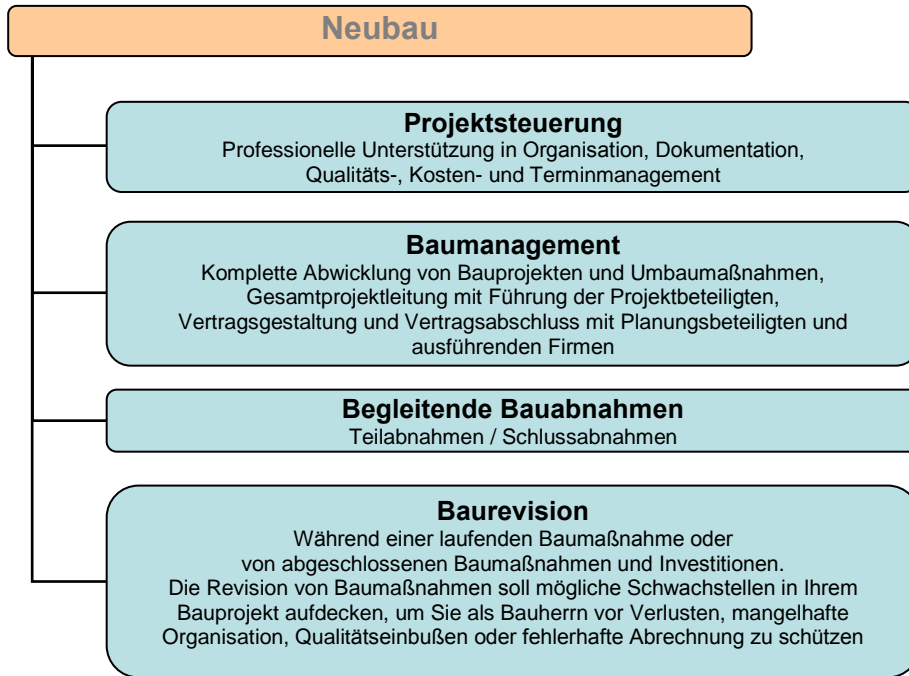 Neubau
Projektsteuerung
Professionelle Unterstützung in Organisation, Dokumentation,
Qualitäts-, Kosten- und Terminmanagement
Baumanagement
Komplette Abwicklung von Bauprojekten und Umbaumaßnahmen,
Gesamtprojektleitung mit Führung der Projektbeteiligten,
Vertragsgestaltung und Vertragsabschluss mit Planungsbeteiligten und
ausführenden Firmen
Begleitende Bauabnahmen
Teilabnahmen / Schlussabnahmen
Baurevision
Während einer laufenden Baumaßnahme oder
von abgeschlossenen Baumaßnahmen und Investitionen.
Die Revision von Baumaßnahmen soll mögliche Schwachstellen in Ihrem
Bauprojekt aufdecken, um Sie als Bauherrn vor Verlusten, mangelhafte
Organisation, Qualitätseinbußen oder fehlerhafte Abrechnung zu schützen